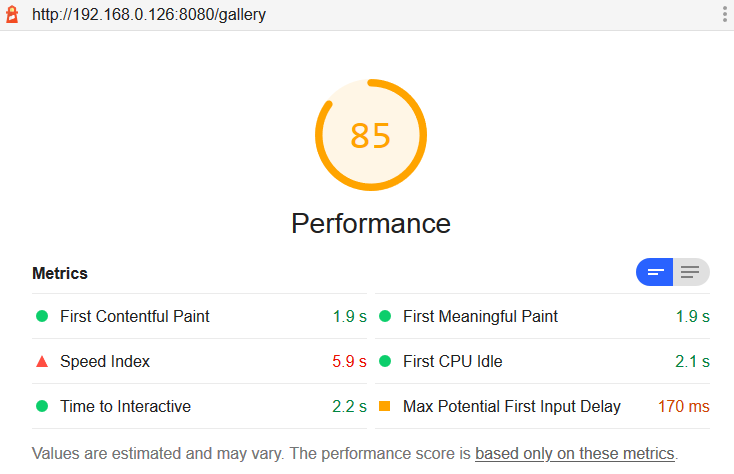 http://192.168.0.126:8080/gallery
85
Performance
Metrics
First Contentful Paint 1.9 s First Meaningful Paint 1.9 s
Speed Index 5.9 s First CPU Idle 2.1 s
Time to Interactive 2.2 s Max Potential First Input Delay 170 ms
Values are estimated and may vary. The performance score is based only on these metrics.